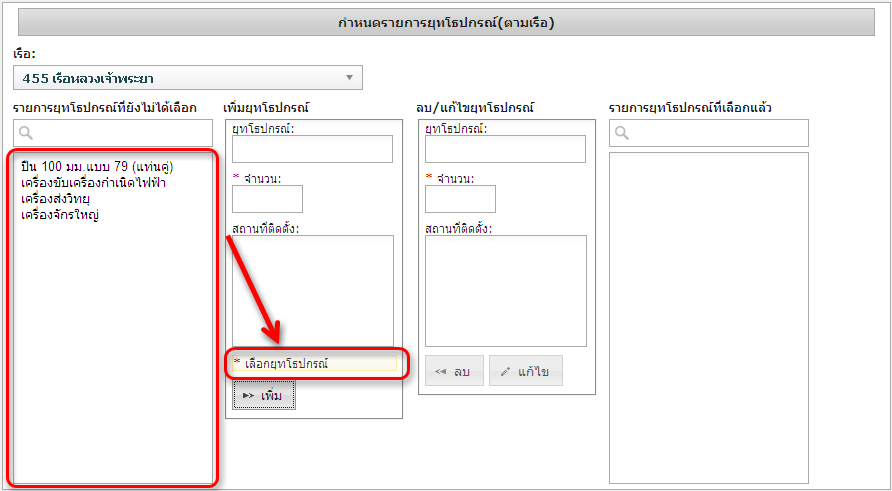 กำหนดรายการยุทโธปกรณ์(ตามเรือ)
เรือ:
455 เรือหลวงเจ้าพระยา
รายการยุทโธปกรณ์ที่ยังไม่ได้เลือก
เพิ่มยุทโธปกรณ์
ลบ/แก้ไขยุทโธปกรณ์
รายการยุทโธปกรณ์ที่เลือกแล้ว
ปืน 100 มม.แบบ 79 (แท่นคู่)
เครื่องขับเครื่องกำเนิดไฟฟ้า
เครื่องส่งวิทยุ
เครื่องจักรใหญ่
ยุทโธปกรณ์:
* จำนวน:
สถานที่ติดตั้ง:
* เลือกยุทโธปกรณ์
เพิ่ม
ยุทโธปกรณ์:
* จำนวน:
สถานที่ติดตั้ง:
ลบ
แก้ไข